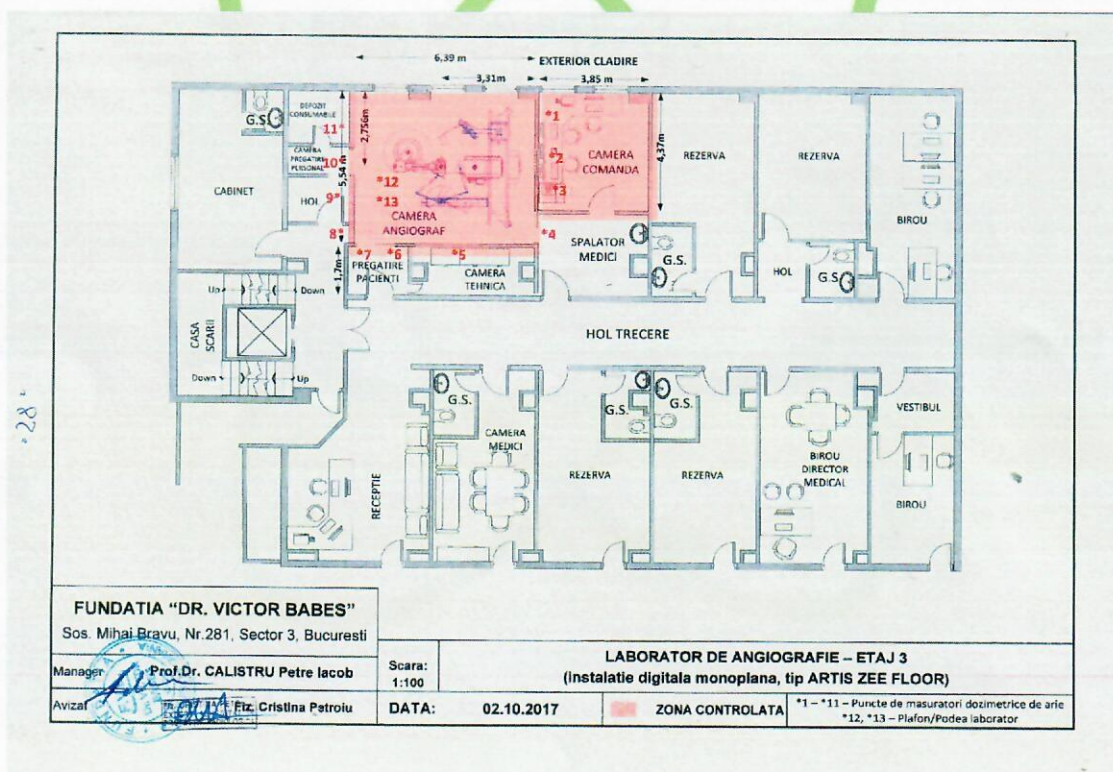 6,39 m
EXTERIOR CLADIRE
3,31m
3,85 m
G.S.
DEPOZIT
CONSUMABILE
11*
2,756m
*1
4,37m
CAMERA
PREGATIRE
PERSONAL
10*
5,54 m
*2
CAMERA
COMANDA
REZERVA
REZERVA
CABINET
*12
*3
HOL
9*
*13
CAMERA
ANGIOGRAF
BIROU
8*
*4
*7
*6
*5
SPALATOR
MEDICI
G.S.
HOL
G.S.
1,7m
PREGATIRE
PACIENTI
CAMERA
TEHNICA
Up
Down
CASA
SCARII
HOL TRECERE
Down
Up
G.S.
G.S.
G.S.
VESTIBUL
CAMERA
MEDICI
BIROU
DIRECTOR
MEDICAL
RECEPTIE
REZERVA
REZERVA
BIROU
-28-
FUNDATIA “DR. VICTOR BABES”
Sos. Mihai Bravu, Nr.281, Sector 3, Bucuresti
Manager Prof.Dr. CALISTRU Petre Iacob
Avizat Fiz. Cristina Petroiu
Scara:
1:100
LABORATOR DE ANGIOGRAFIE – ETAJ 3
(instalatie digitala monoplana, tip ARTIS ZEE FLOOR)
DATA: 02.10.2017
ZONA CONTROLATA
*1 – *11 – Puncte de masuratori dozimetrice de arie
*12, *13 – Plafon/Podea laborator